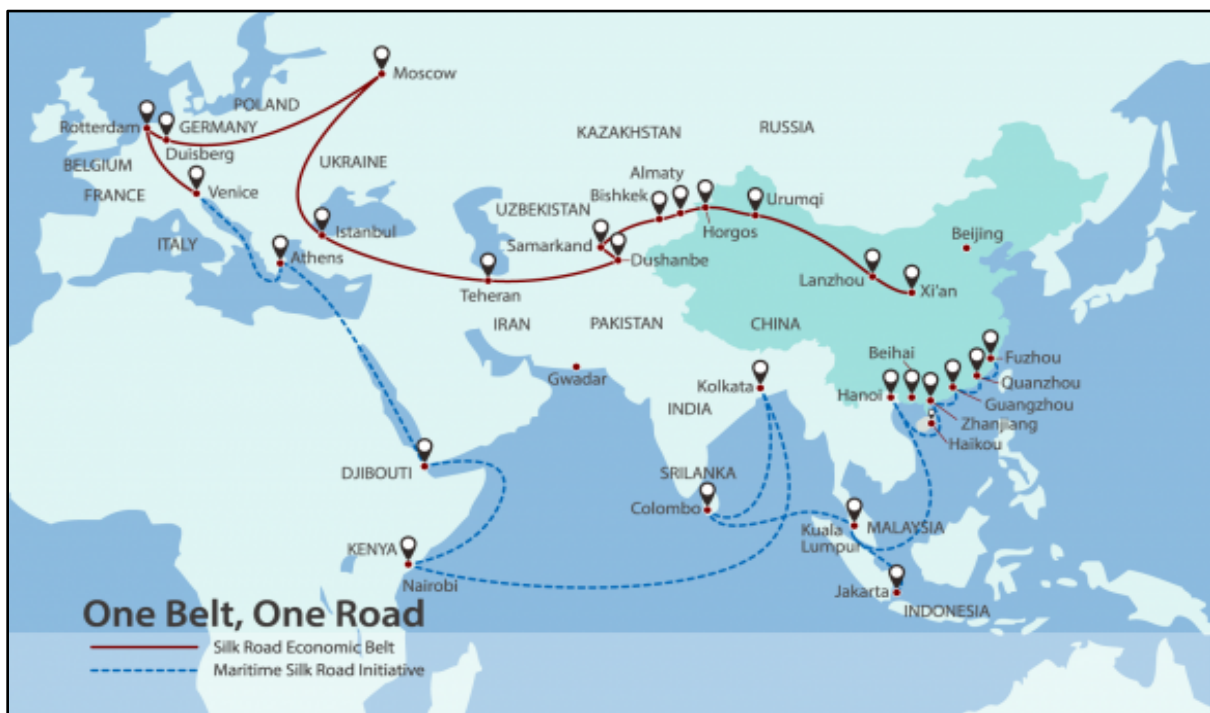 Moscow
POLAND
Rotterdam
GERMANY
Duisberg
BELGIUM
FRANCE
Venice
UKRAINE
ITALY
Istanbul
Athens
KAZAKHSTAN
RUSSIA
Almaty
Bishkek
Urumqi
UZBEKISTAN
Horgos
Samarkand
Dushanbe
Beijing
Lanzhou
Xi'an
Teheran
IRAN
PAKISTAN
CHINA
Gwadar
Kolkata
INDIA
Beihai
Hanoi
Fuzhou
Quanzhou
Guangzhou
Zhanjiang
Haikou
DJIBOUTI
SRILANKA
Colombo
Kuala
Lumpur
MALAYSIA
KENYA
Nairobi
Jakarta
INDONESIA
One Belt, One Road
Silk Road Economic Belt
Maritime Silk Road Initiative